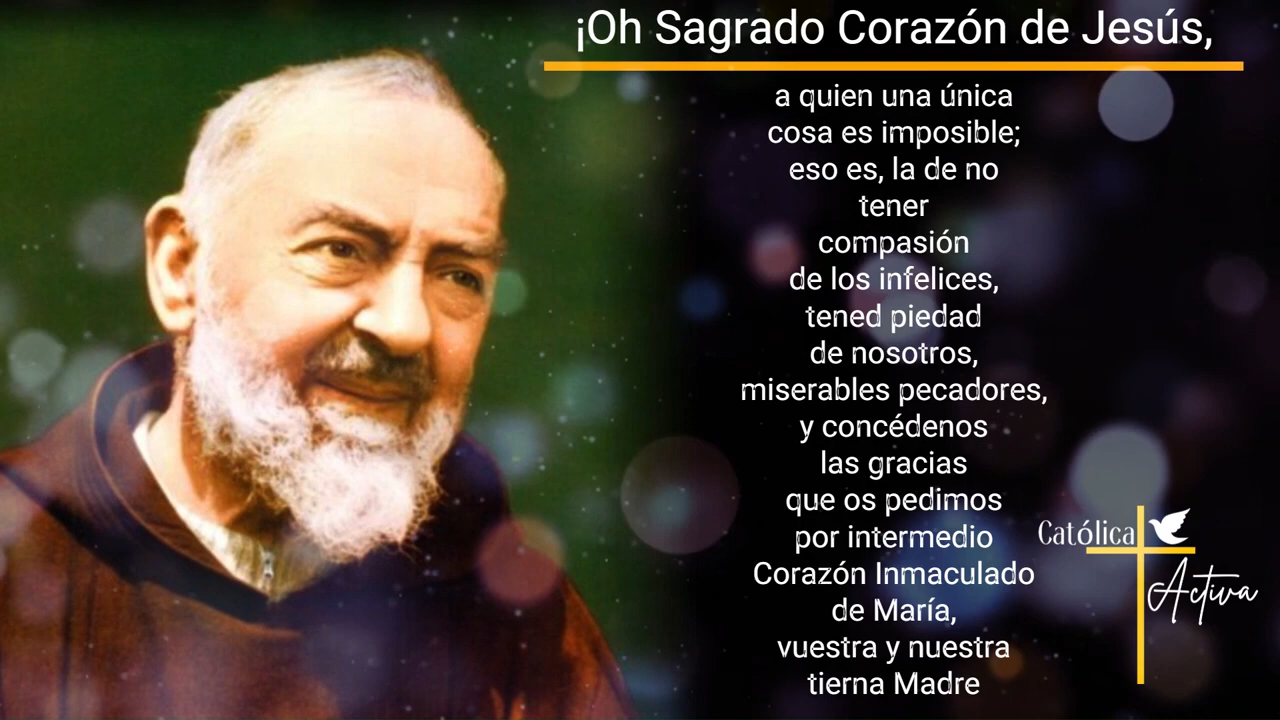 ¡Oh Sagrado Corazón de Jesús,
a quien una única
cosa es imposible;
eso es, la de no
tener
compasión
de los infelices,
tened piedad
de nosotros,
miserables pecadores,
y concédenos
las gracias
que os pedimos
por intermedio
Corazón Inmaculado
de María,
vuestra y nuestra
tierna Madre
Católica
Activa